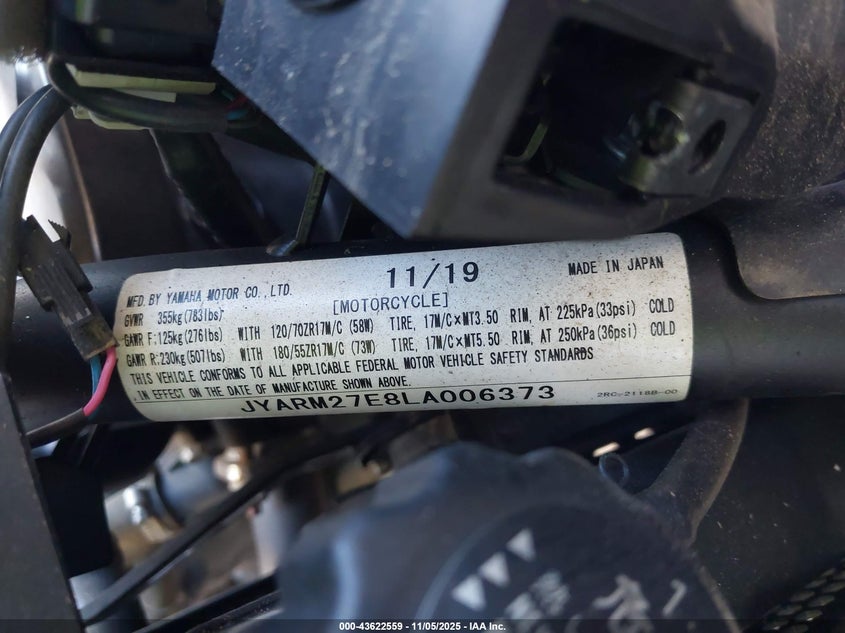 11/19
MADE IN JAPAN
MFD. BY YAMAHA MOTOR CO., LTD.
[MOTORCYCLE]
GVWR 355kg (783lbs)
GAWR F:125kg (276lbs) WITH 120/70ZR17M/C (58W) TIRE, 17M/C×MT3.50 RIM, AT 225kPa (33psi) COLD
GAWR R:230kg (507lbs) WITH 180/55ZR17M/C (73W) TIRE, 17M/C×MT5.50 RIM, AT 250kPa (36psi) COLD
THIS VEHICLE CONFORMS TO ALL APPLICABLE FEDERAL MOTOR VEHICLE SAFETY STANDARDS
IN EFFECT ON THE DATE OF MANUFACTURE SHOWN ABOVE.
JYARM27E8LA006373
2RC-2118B-00
000-43622559 - 11/05/2025 - IAA Inc.